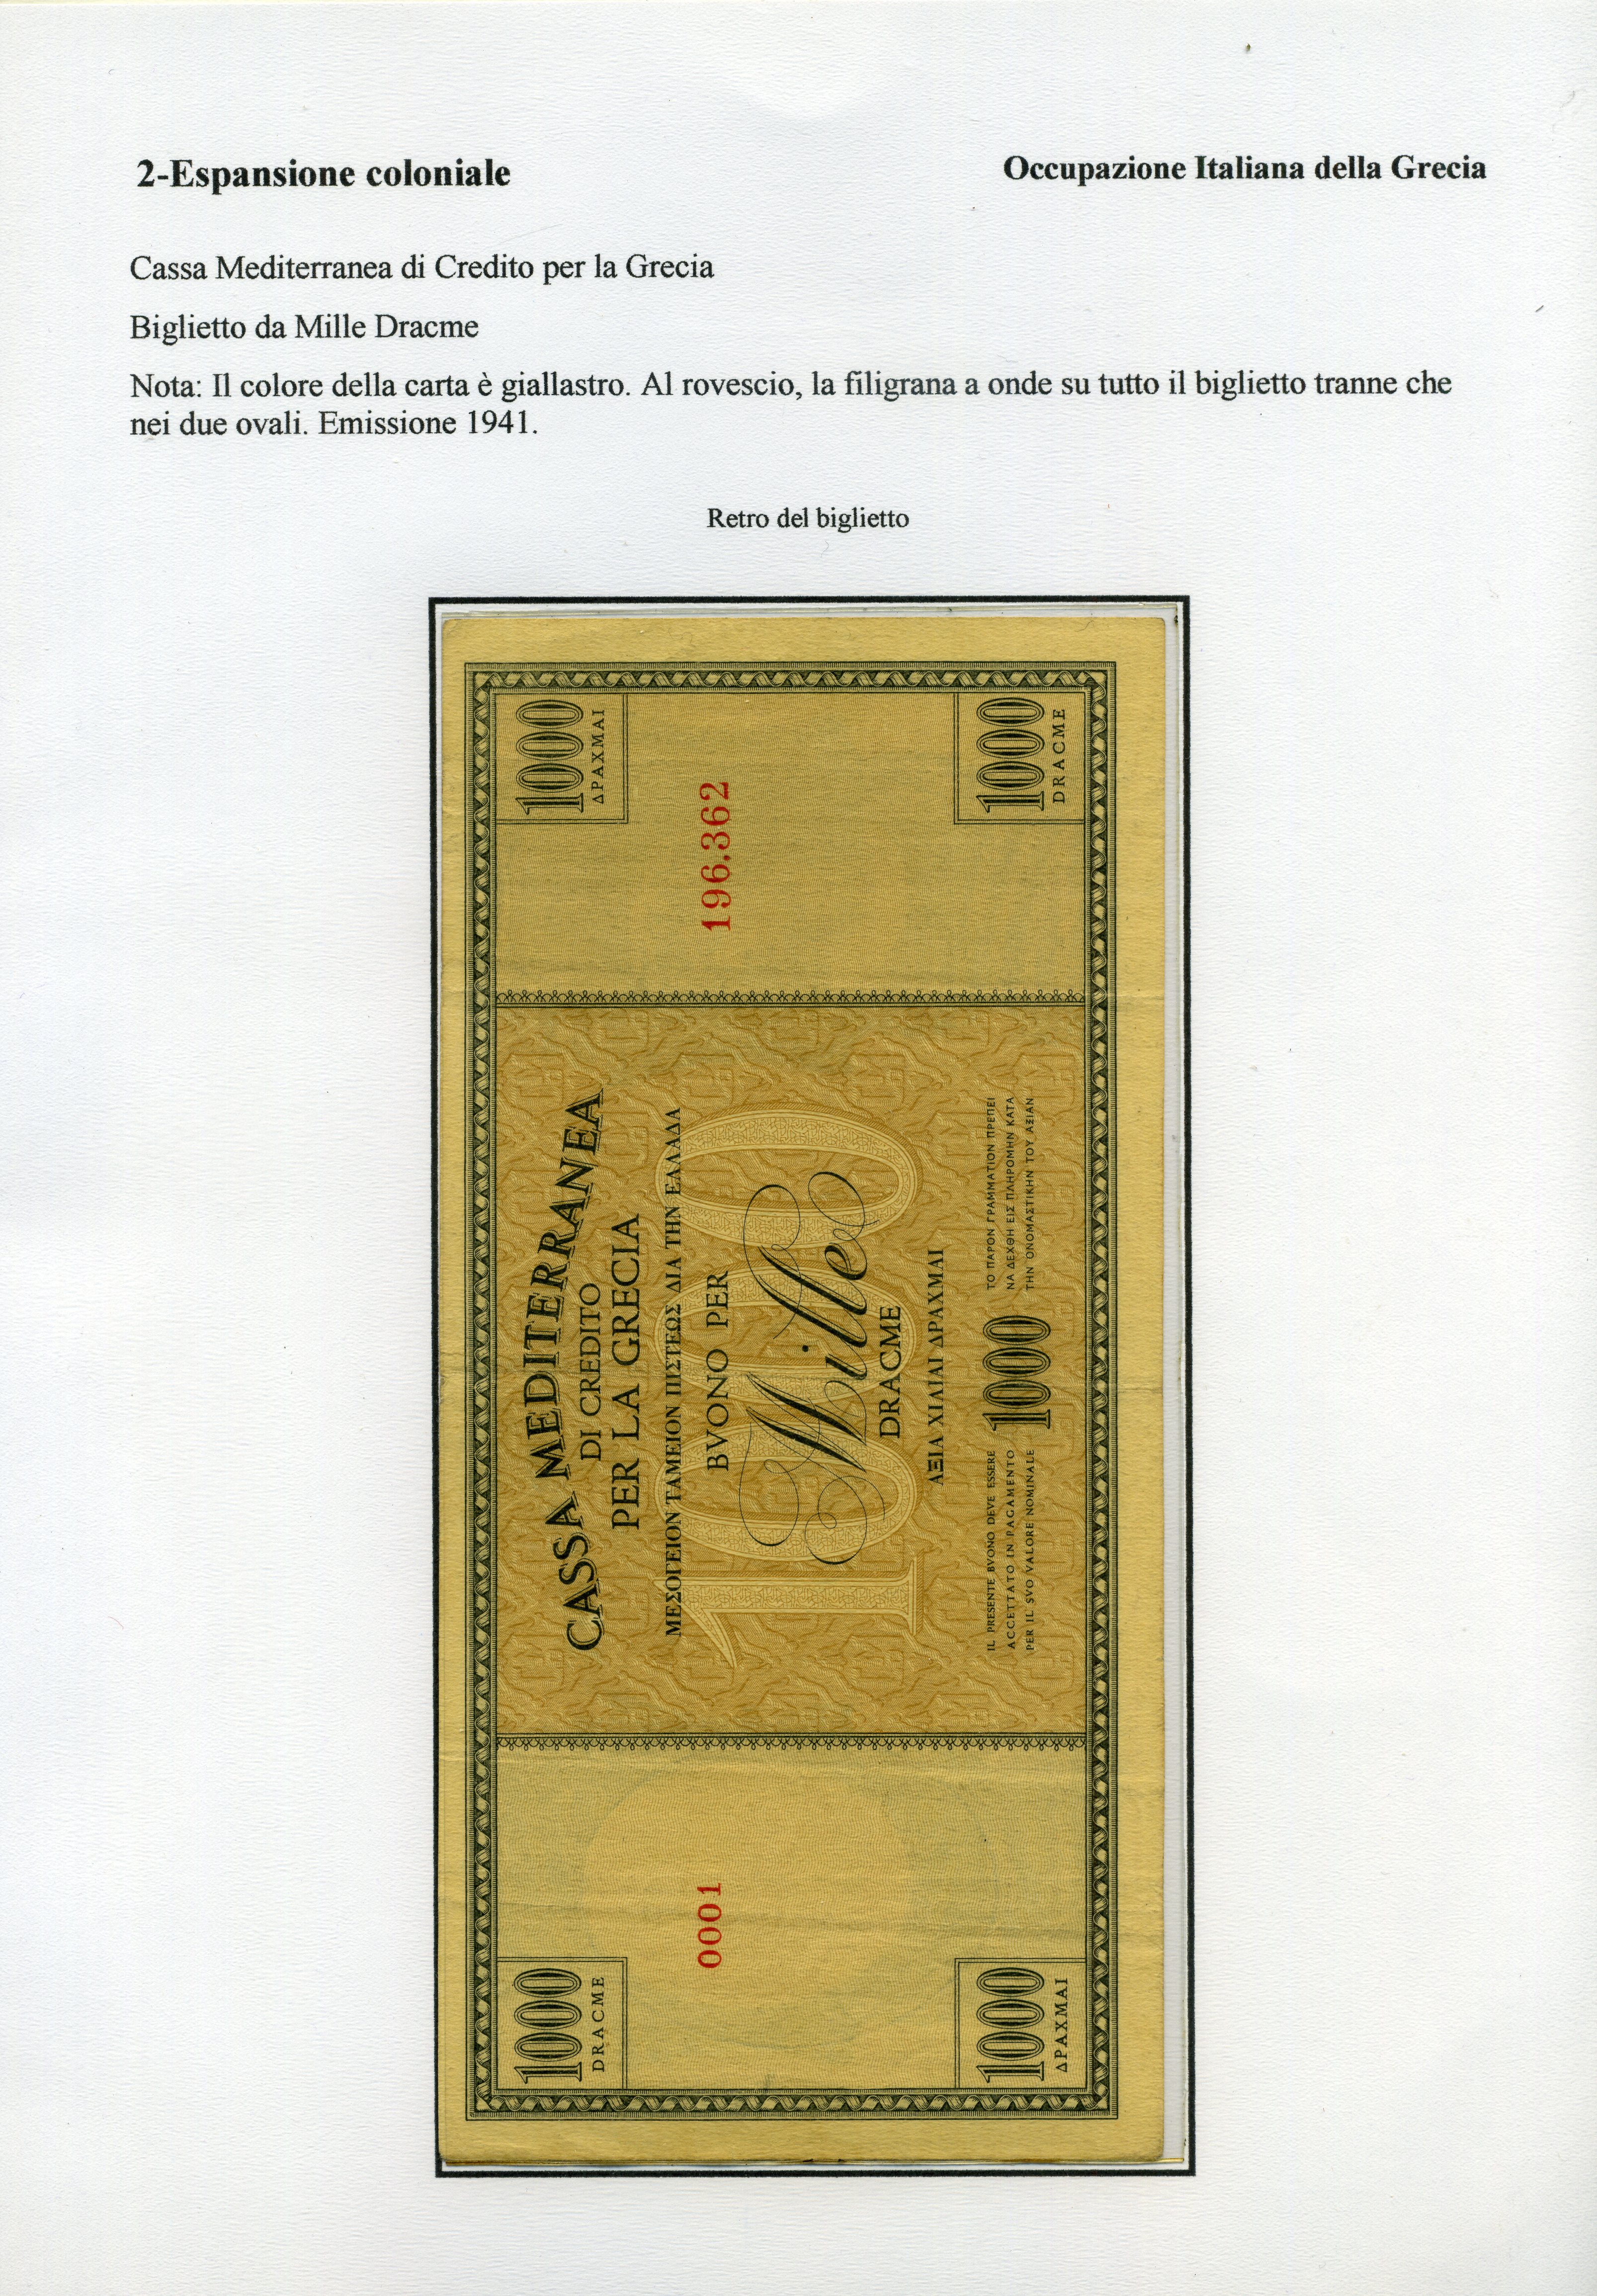 2-Espansione coloniale
Occupazione Italiana della Grecia
Cassa Mediterranea di Credito per la Grecia
Biglietto da Mille Dracme
Nota: Il colore della carta è giallastro. Al rovescio, la filigrana a onde su tutto il biglietto tranne che
nei due ovali. Emissione 1941.
Retro del biglietto
1000
DRACME
1000
ΔΡΑΧΜΑΙ
CASSA MEDITERRANEA
DI CREDITO
PER LA GRECIA
ΜΕΣΟΓΕΙΟΝ ΤΑΜΕΙΟΝ ΠΙΣΤΕΩΣ ΔΙΑ ΤΗΝ ΕΛΛΑΔΑ
0001
BVONO PER
196.362
1000
Mille
DRACME
ΑΞΙΑ ΧΙΛΙΑΙ ΔΡΑΧΜΑΙ
IL PRESENTE BVONO DEVE ESSERE
ACCETTATO IN PAGAMENTO
PER IL SVO VALORE NOMINALE
1000
ΤΟ ΠΑΡΟΝ ΓΡΑΜΜΑΤΙΟΝ ΠΡΕΠΕΙ
ΝΑ ΔΕΧΘΗ ΕΙΣ ΠΛΗΡΟΜΗΝ ΚΑΤΑ
ΤΗΝ ΟΝΟΜΑΣΤΙΚΗΝ ΤΟΥ ΑΞΙΑΝ
1000
ΔΡΑΧΜΑΙ
1000
DRACME